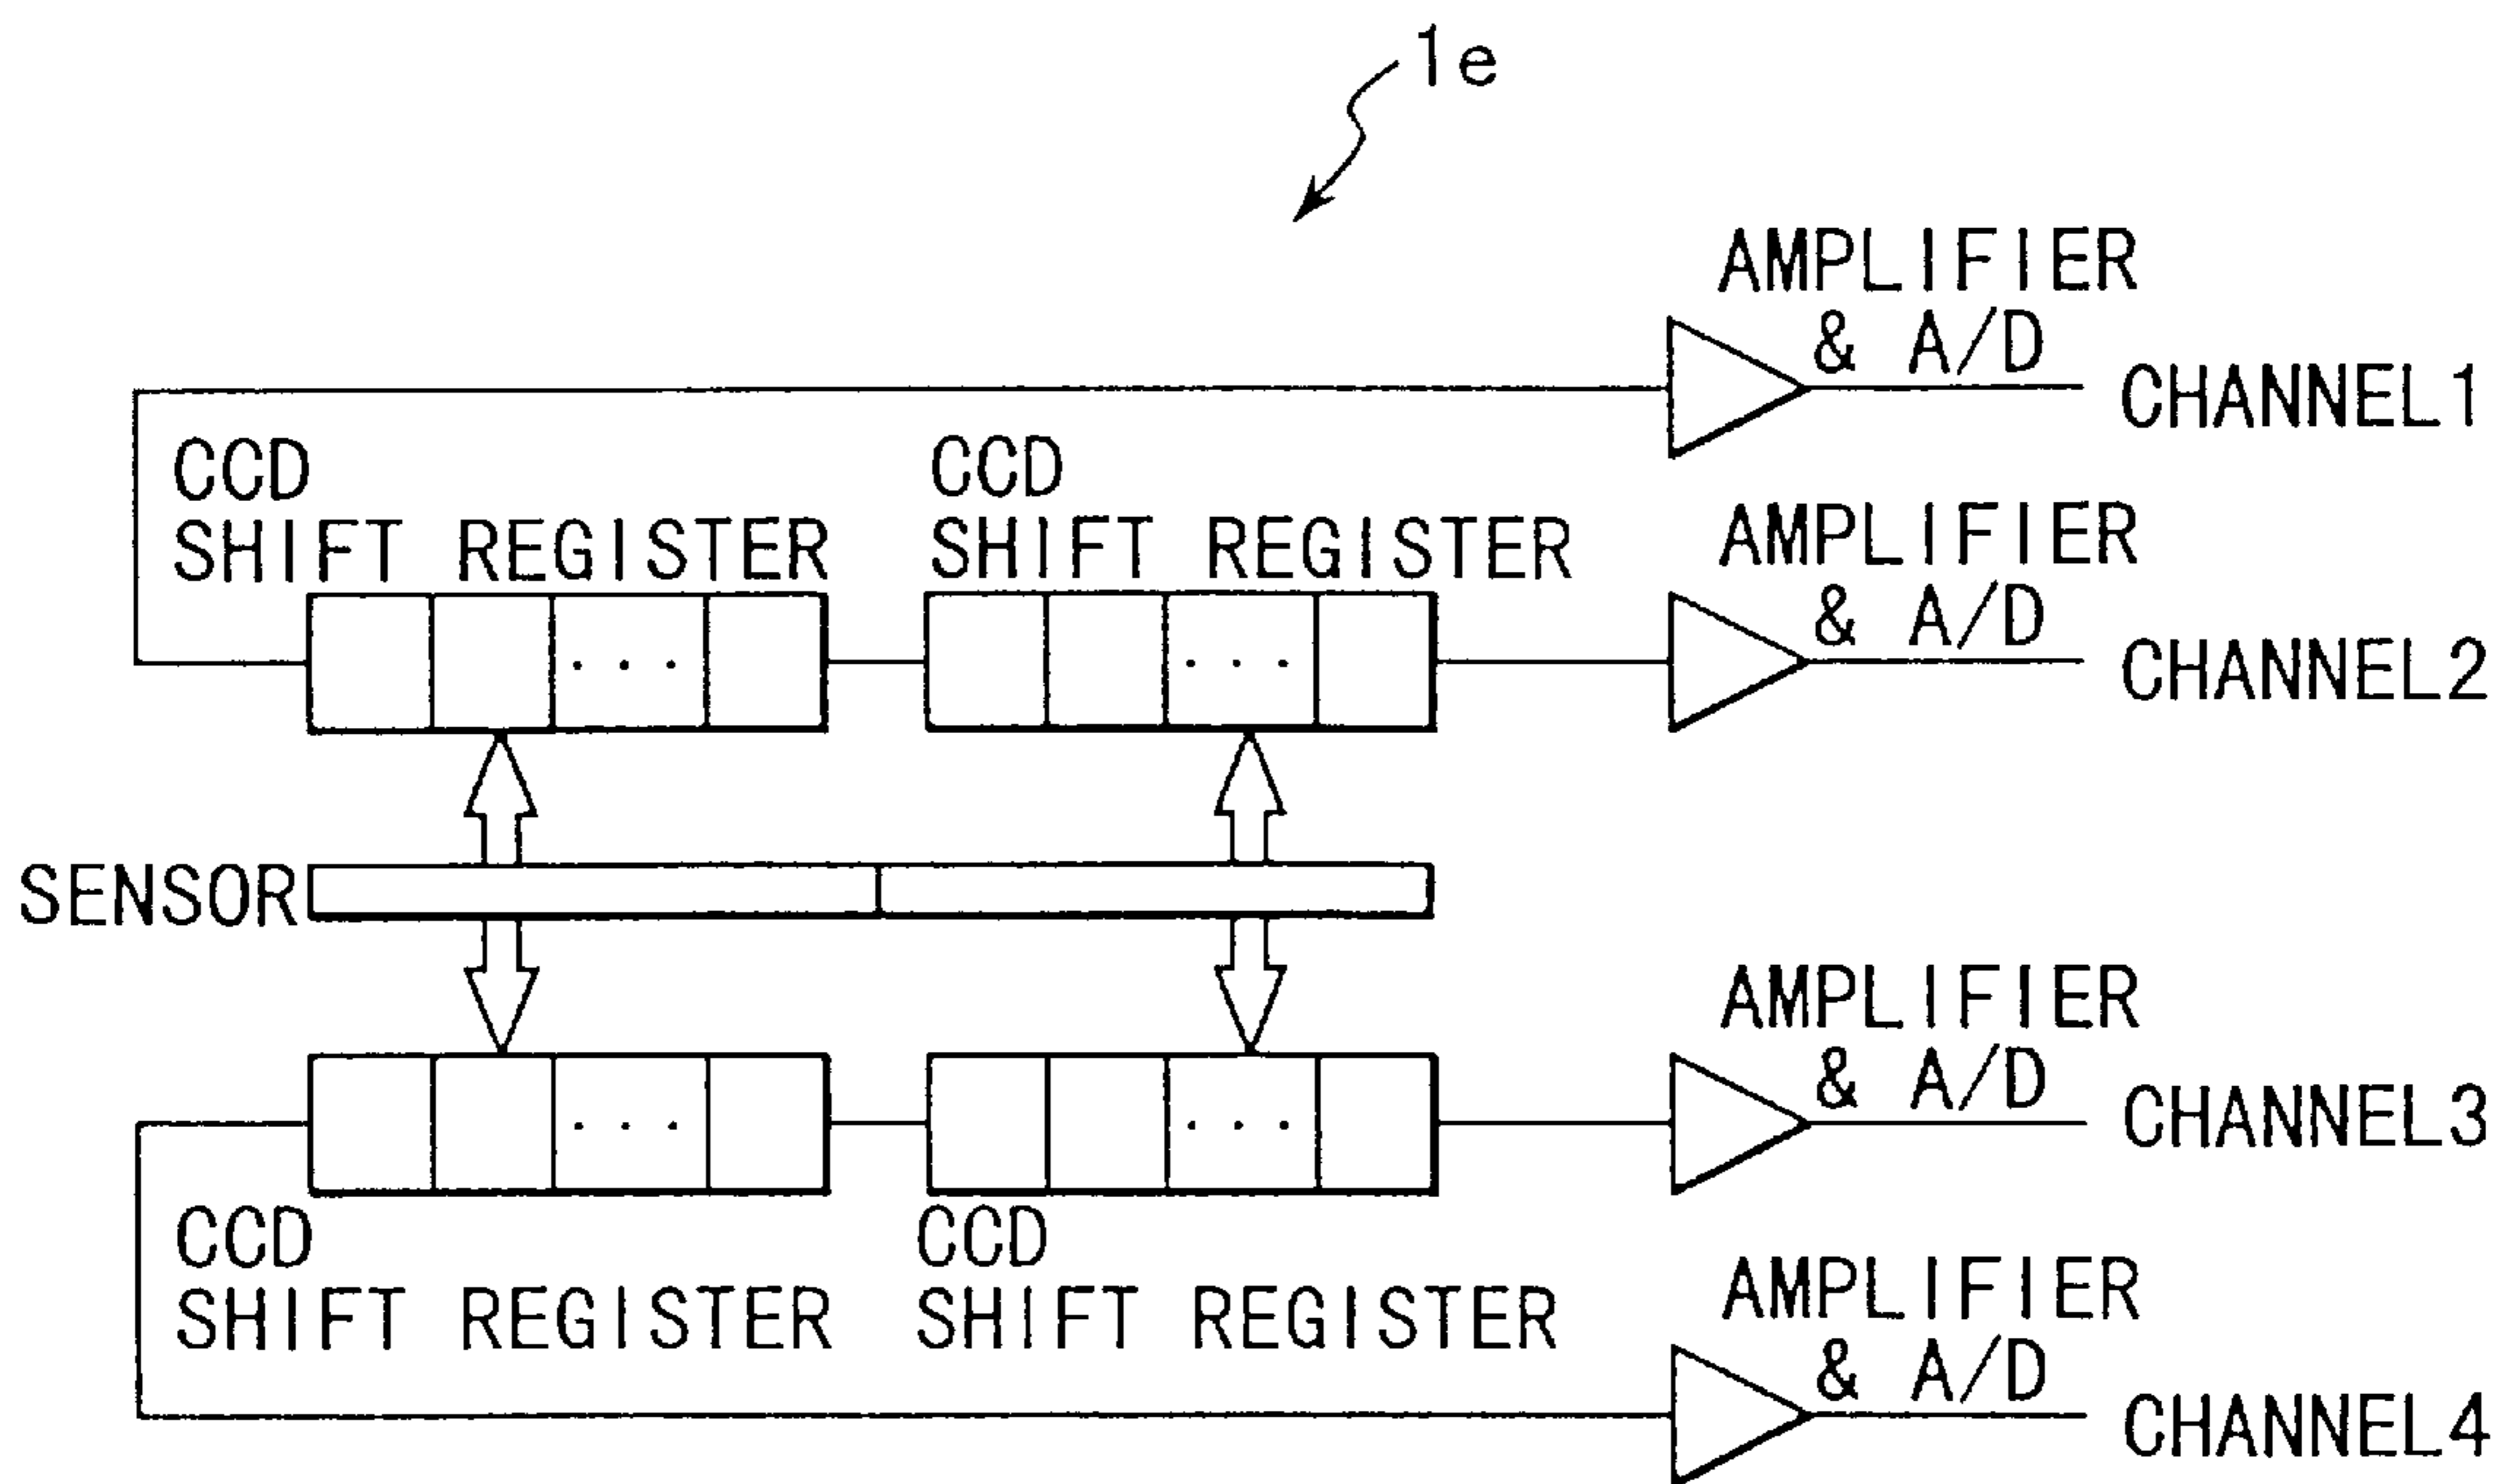 1e
AMPLIFIER
& A/D
CHANNEL1
CCD
SHIFT REGISTER
CCD
SHIFT REGISTER
AMPLIFIER
& A/D
CHANNEL2
. . .
. . .
SENSOR
AMPLIFIER
& A/D
CHANNEL3
. . .
. . .
CCD
SHIFT REGISTER
CCD
SHIFT REGISTER
AMPLIFIER
& A/D
CHANNEL4